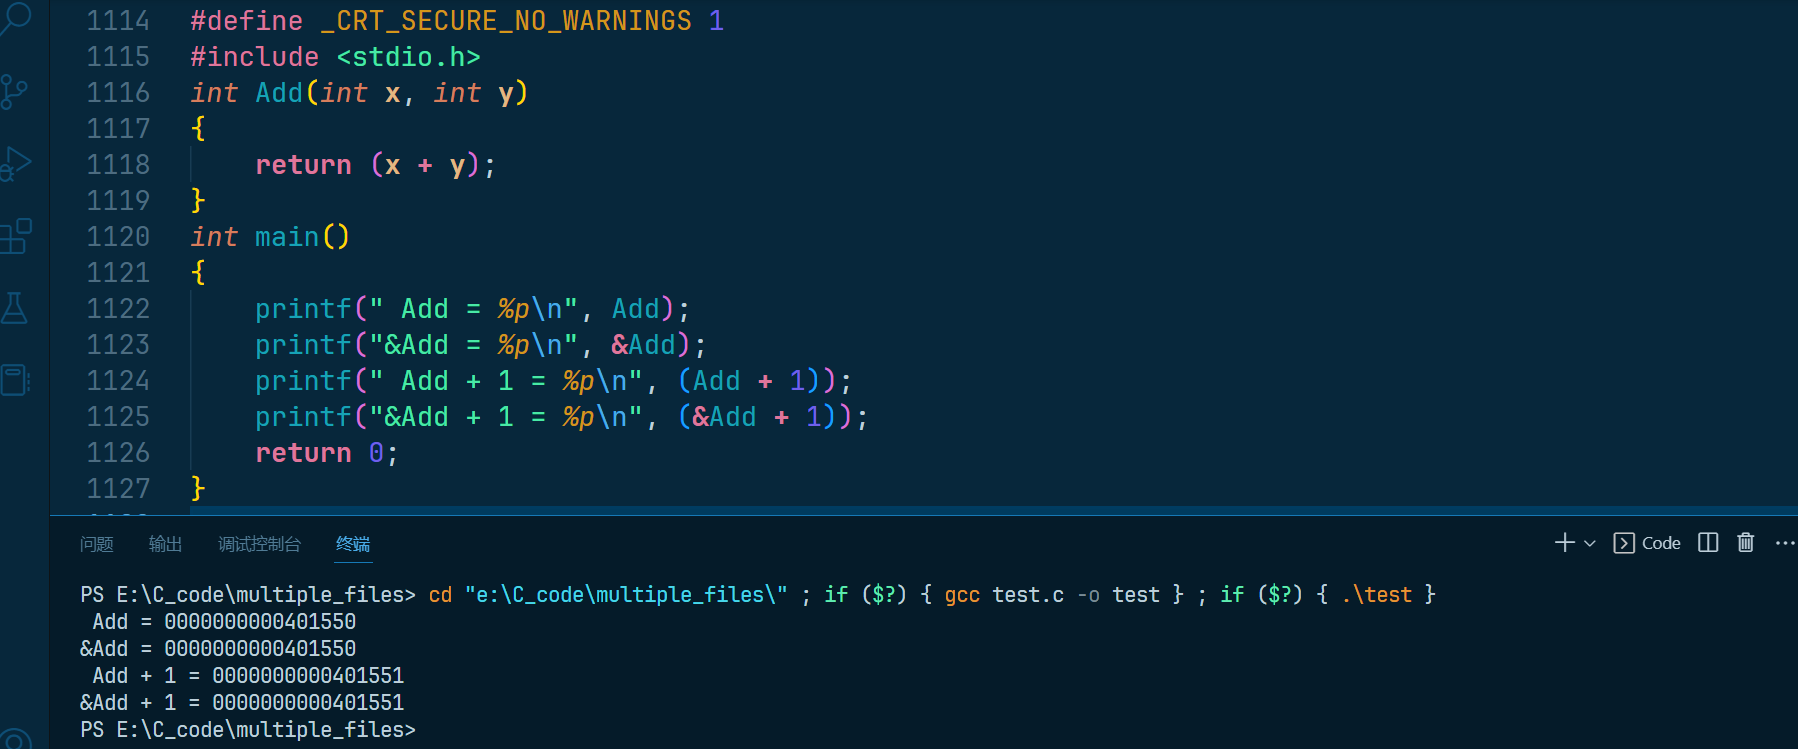 1114 #define _CRT_SECURE_NO_WARNINGS 1
1115 #include <stdio.h>
1116 int Add(int x, int y)
1117 {
1118     return (x + y);
1119 }
1120 int main()
1121 {
1122     printf(" Add = %p\n", Add);
1123     printf("&Add = %p\n", &Add);
1124     printf(" Add + 1 = %p\n", (Add + 1));
1125     printf("&Add + 1 = %p\n", (&Add + 1));
1126     return 0;
1127 }
问题 输出 调试控制台 终端 Code
PS E:\C_code\multiple_files> cd "e:\C_code\multiple_files\" ; if ($?) { gcc test.c -o test } ; if ($?) { .\test }
 Add = 0000000000401550
&Add = 0000000000401550
 Add + 1 = 0000000000401551
&Add + 1 = 0000000000401551
PS E:\C_code\multiple_files>